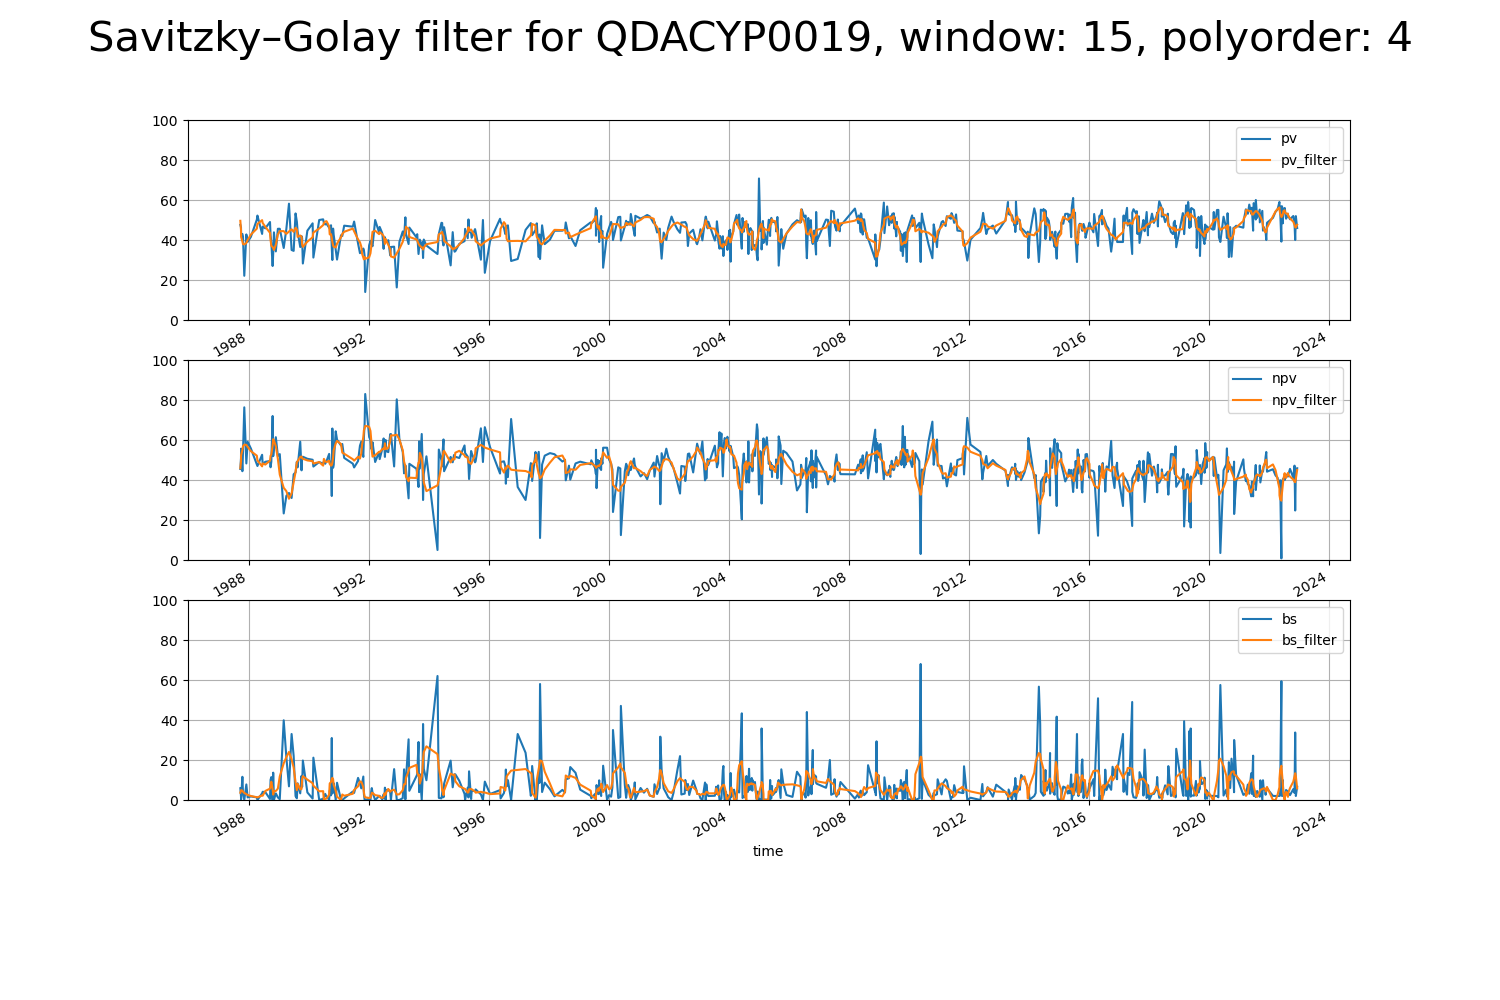 Savitzky–Golay filter for QDACYP0019, window: 15, polyorder: 4
100
80
60
40
20
0
pv
pv_filter
1988 1992 1996 2000 2004 2008 2012 2016 2020 2024
100
80
60
40
20
0
npv
npv_filter
1988 1992 1996 2000 2004 2008 2012 2016 2020 2024
100
80
60
40
20
0
bs
bs_filter
1988 1992 1996 2000 2004 2008 2012 2016 2020 2024
time